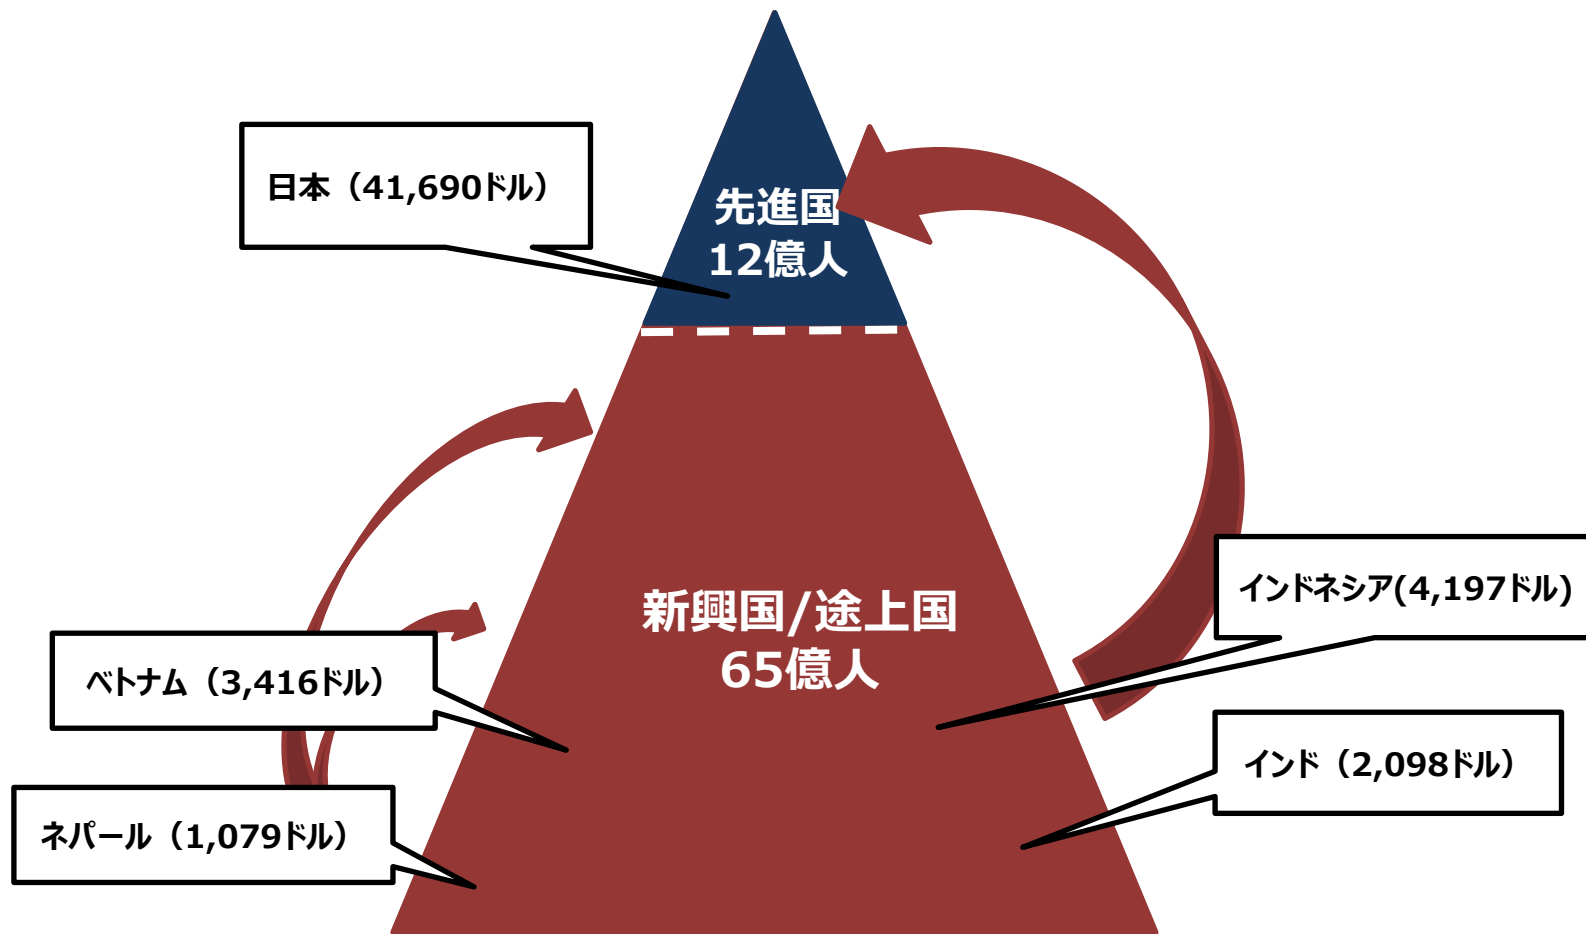 日本（41,690ドル）
先進国
12億人
新興国/途上国
65億人
インドネシア(4,197ドル)
ベトナム（3,416ドル）
インド（2,098ドル）
ネパール（1,079ドル）